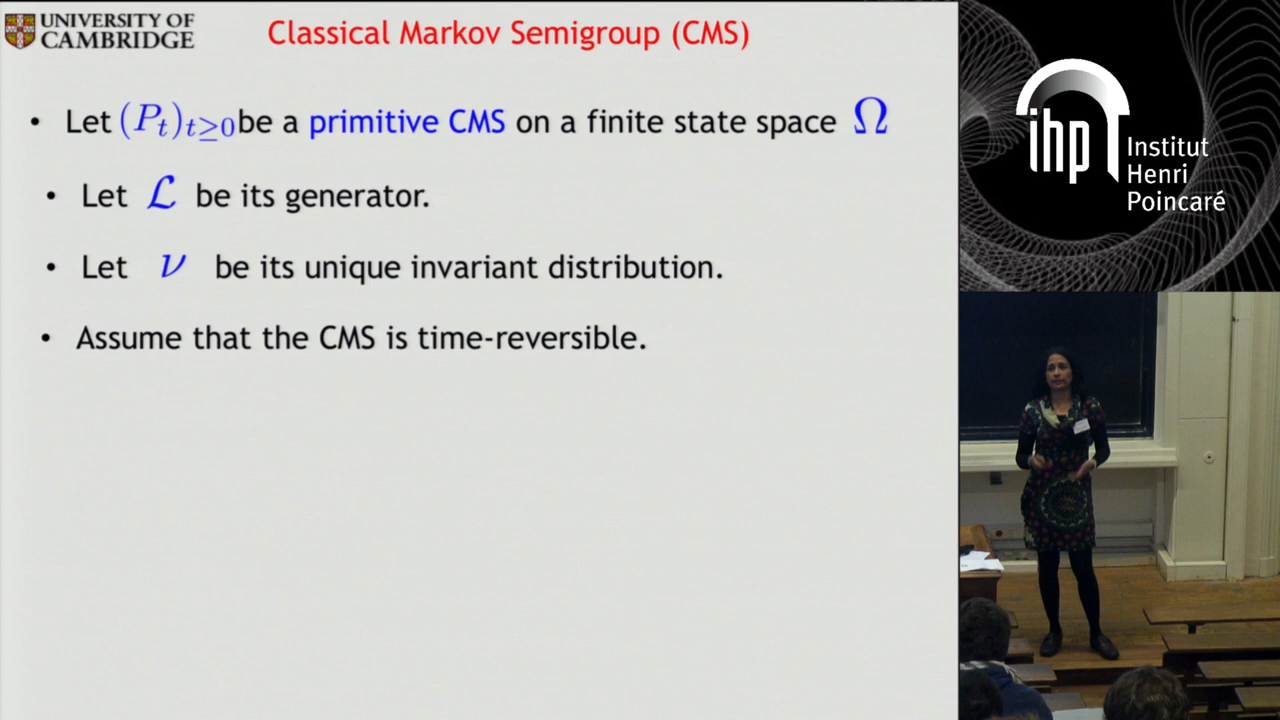 UNIVERSITY OF
CAMBRIDGE
Classical Markov Semigroup (CMS)
• Let (P_t)_{t≥0} be a primitive CMS on a finite state space Ω
• Let ℒ be its generator.
• Let ν be its unique invariant distribution.
• Assume that the CMS is time-reversible.
ihp
Institut
Henri
Poincaré